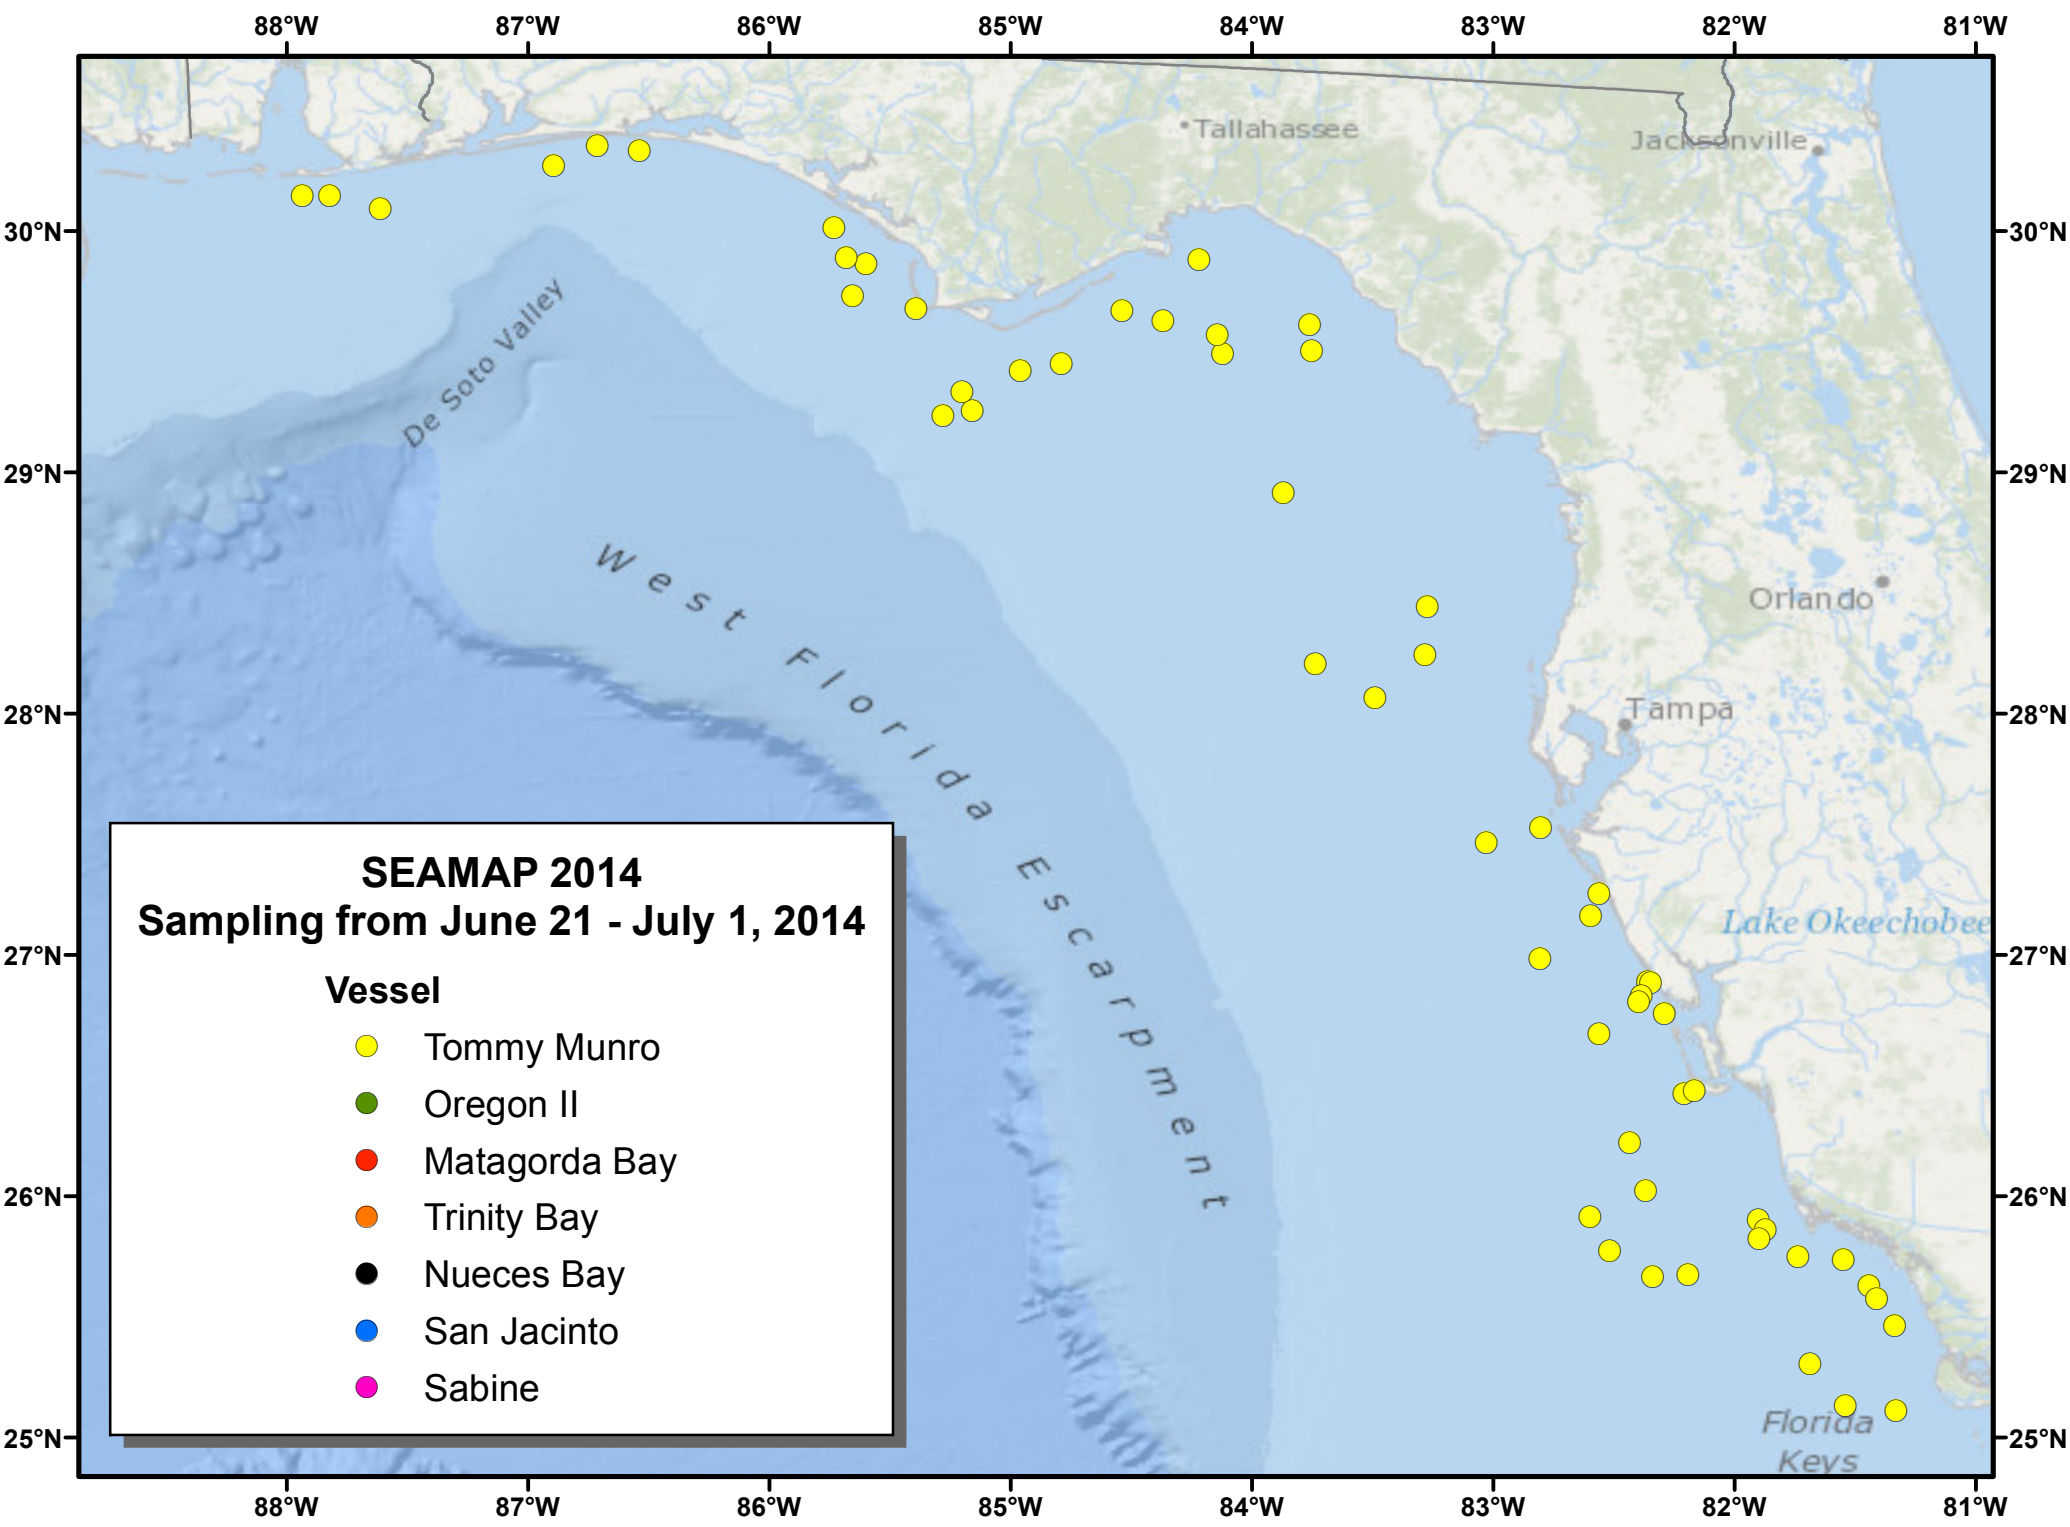 88°W 87°W 86°W 85°W 84°W 83°W 82°W 81°W
Tallahassee
Jacksonville
30°N 30°N
De Soto Valley
29°N 29°N
West Florida Escarpment
Orlando
28°N 28°N
Tampa
SEAMAP 2014
Sampling from June 21 - July 1, 2014
Lake Okeechobee
27°N 27°N
Vessel
Tommy Munro
Oregon II
Matagorda Bay
26°N 26°N
Trinity Bay
Nueces Bay
San Jacinto
Sabine
Florida
Keys
25°N 25°N
88°W 87°W 86°W 85°W 84°W 83°W 82°W 81°W